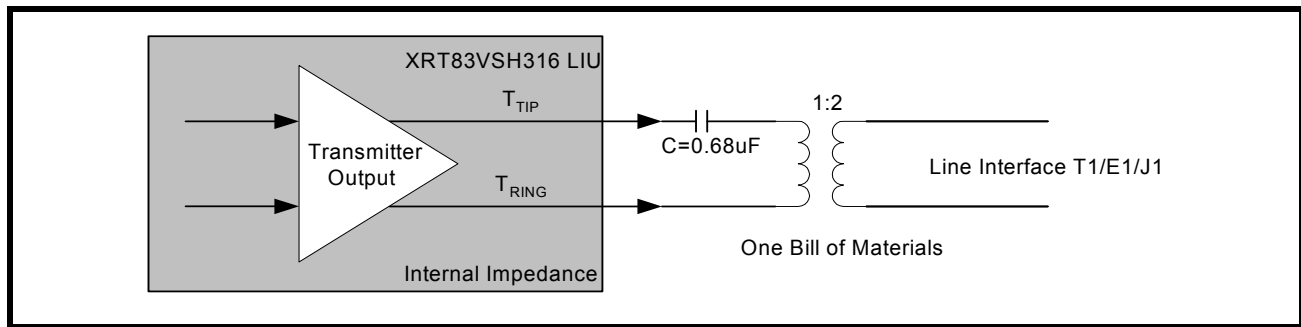 XRT83VSH316 LIU
TTIP
1:2
C=0.68uF
Transmitter
Output
Line Interface T1/E1/J1
TRING
One Bill of Materials
Internal Impedance